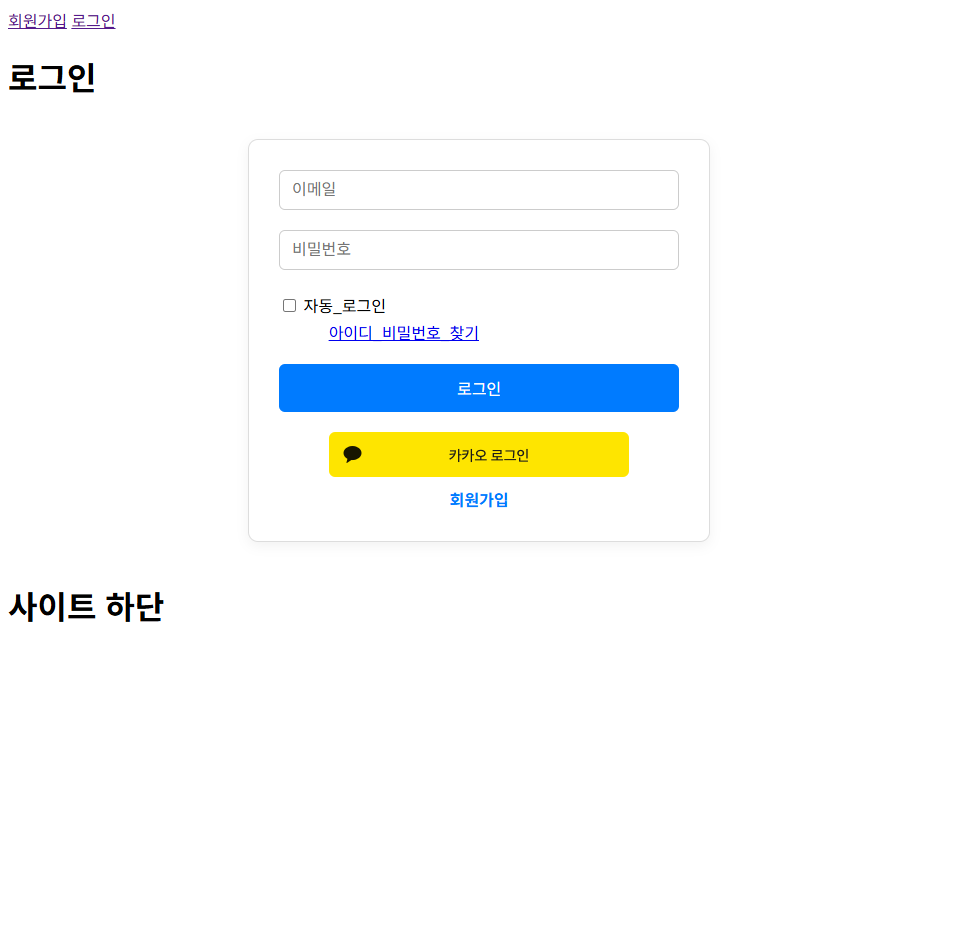 회원가입 로그인
로그인
이메일
비밀번호
자동_로그인
아이디_비밀번호_찾기
로그인
카카오 로그인
회원가입
사이트 하단